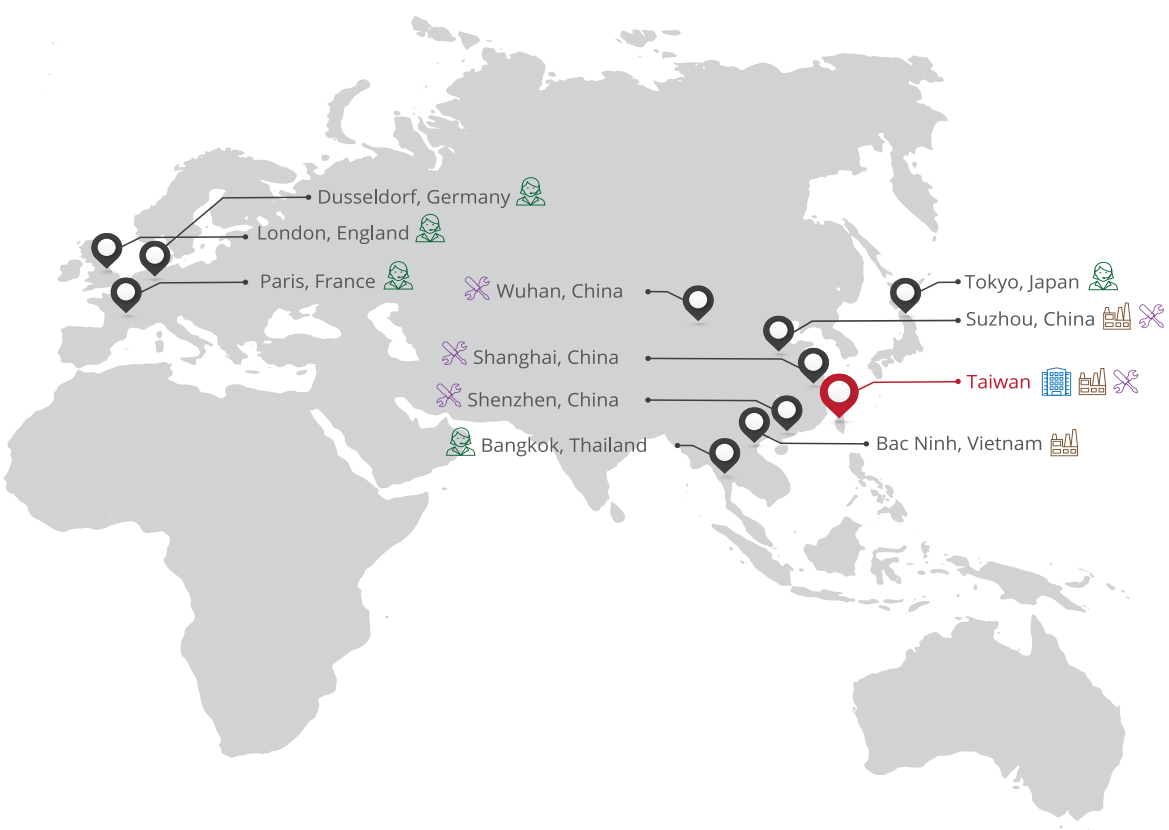 Dusseldorf, Germany
London, England
Paris, France
Wuhan, China
Tokyo, Japan
Suzhou, China
Shanghai, China
Taiwan
Shenzhen, China
Bangkok, Thailand
Bac Ninh, Vietnam